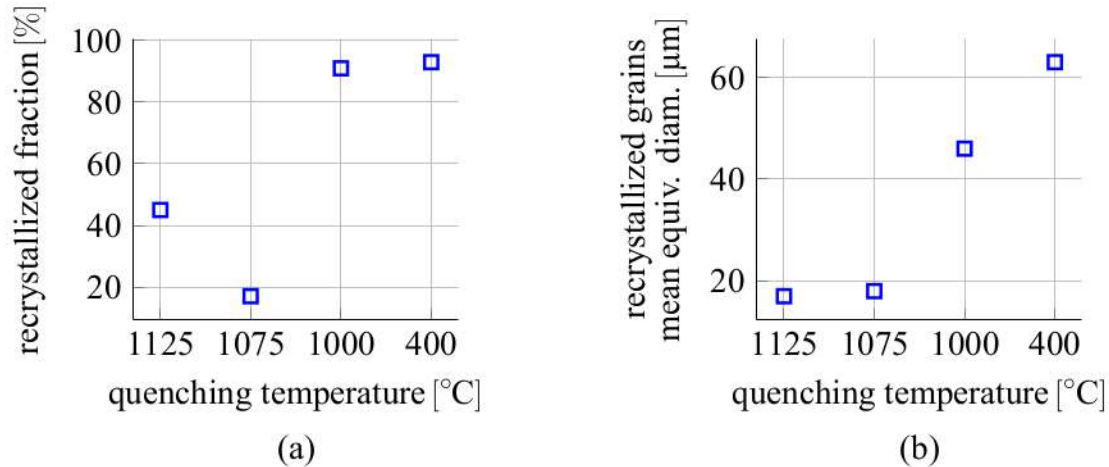 recrystallized fraction [%]
100
80
60
40
20
1125 1075 1000 400
quenching temperature [°C]
(a)
recrystallized grains
mean equiv. diam. [µm]
60
40
20
1125 1075 1000 400
quenching temperature [°C]
(b)